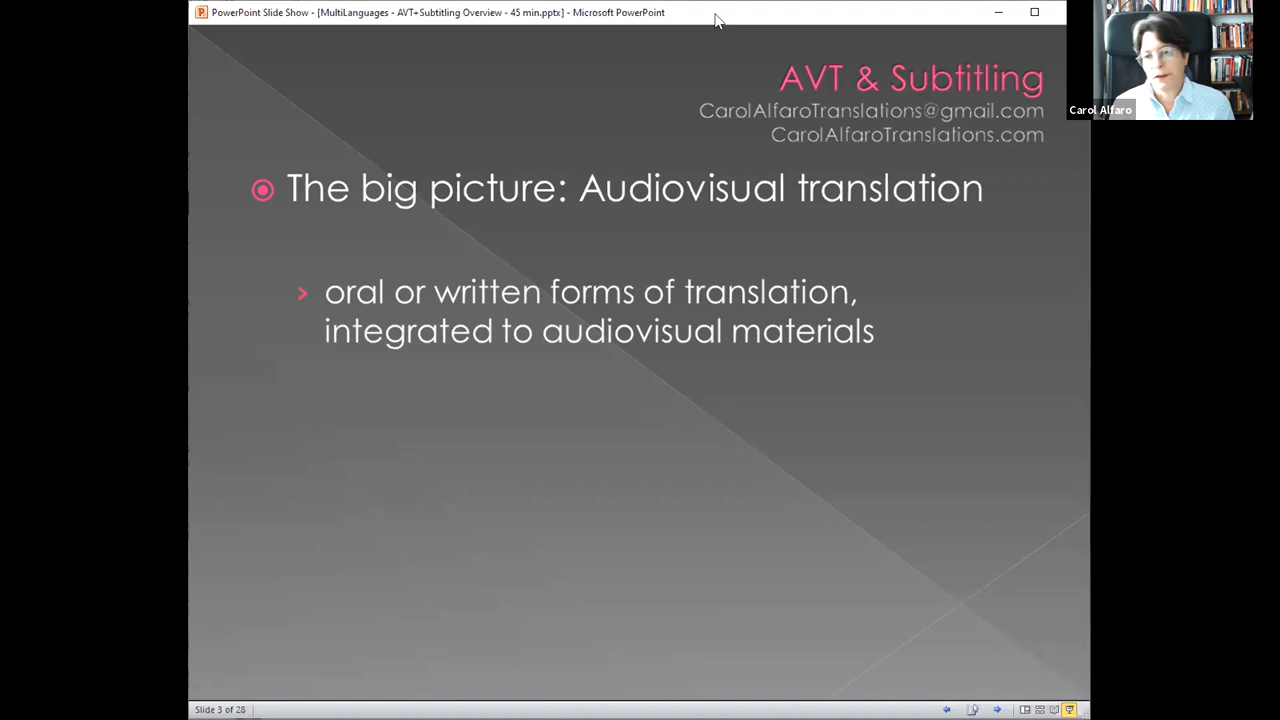 PowerPoint Slide Show - [MultiLanguages - AVT+Subtitling Overview - 45 min.pptx] - Microsoft PowerPoint
AVT & Subtitling
CarolAlfaroTranslations@gmail.com
CarolAlfaroTranslations.com
Carol Alfaro
The big picture: Audiovisual translation
oral or written forms of translation,
integrated to audiovisual materials
Slide 3 of 28